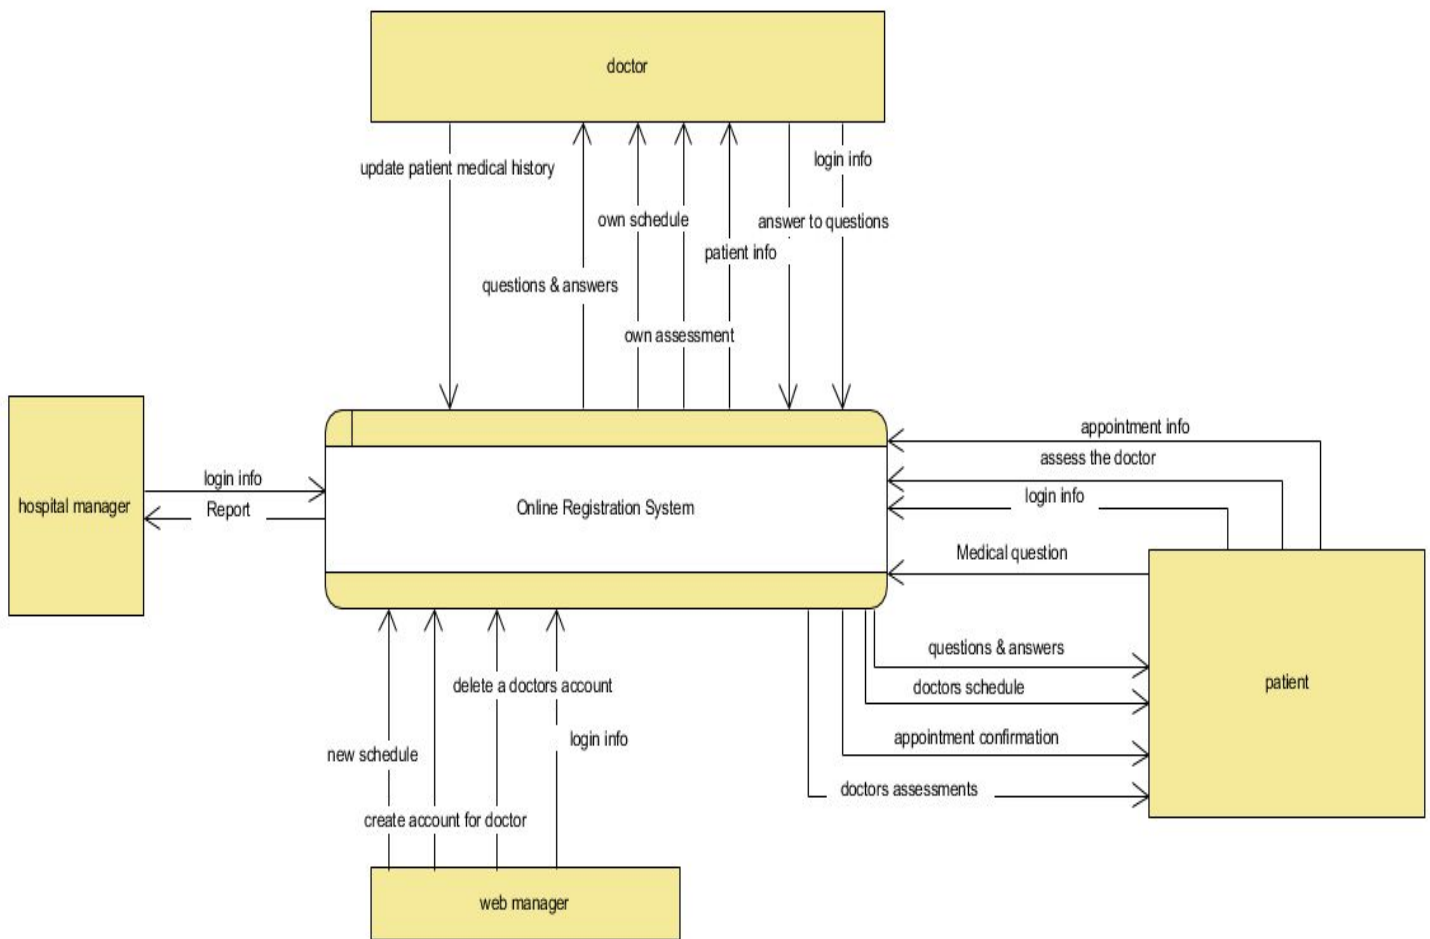 doctor
login info
update patient medical history
own schedule
answer to questions
patient info
questions & answers
own assessment
appointment info
assess the doctor
login info
login info
hospital manager
Report
Online Registration System
Medical question
questions & answers
patient
doctors schedule
delete a doctors account
appointment confirmation
login info
new schedule
doctors assessments
create account for doctor
web manager